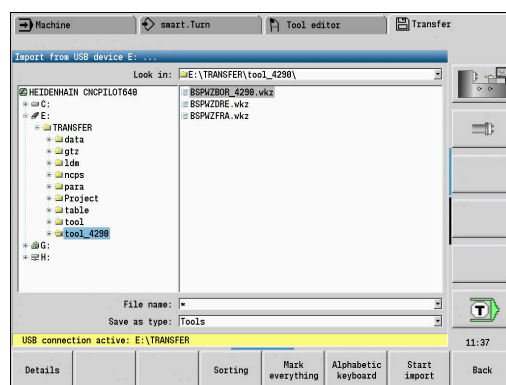 Machine
smart.Turn
Tool editor
Transfer
Import from USB device E: ...
Look in: E:\TRANSFER\tool_4290\
HEIDENHAIN CNCPILOT640
C:
E:
TRANSFER
data
gtz
ldm
ncps
para
Project
table
tool
tool_4290
G:
H:
BSPWZBOR_4290.wkz
BSPWZDRE.wkz
BSPWZFRA.wkz
File name: *
Save as type: Tools
USB connection active: E:\TRANSFER
T
11:37
Details
Sorting
Mark everything
Alphabetic keyboard
Start import
Back